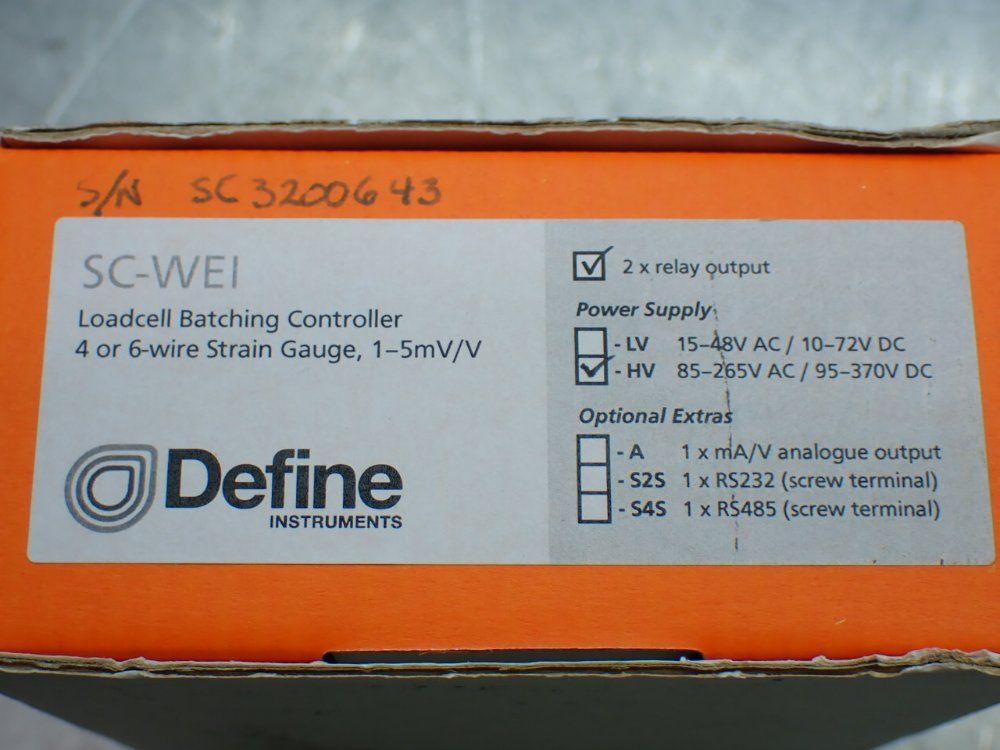 S/N SC3200643
SC-WEI
Loadcell Batching Controller
4 or 6-wire Strain Gauge, 1–5mV/V
Define
INSTRUMENTS
2 x relay output
Power Supply
- LV 15–48V AC / 10–72V DC
- HV 85–265V AC / 95–370V DC
Optional Extras
- A 1 x mA/V analogue output
- S2S 1 x RS232 (screw terminal)
- S4S 1 x RS485 (screw terminal)